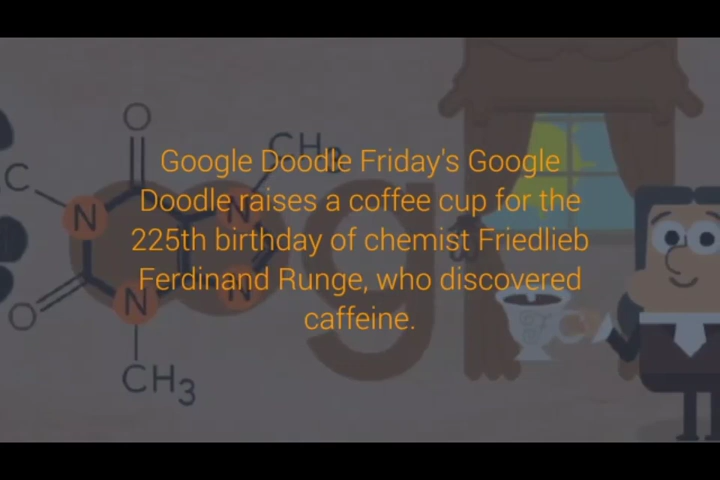 Google Doodle Friday's Google
Doodle raises a coffee cup for the
225th birthday of chemist Friedlieb
Ferdinand Runge, who discovered
caffeine.
O
CH3
C
N
N
g
N
N
O
CH3